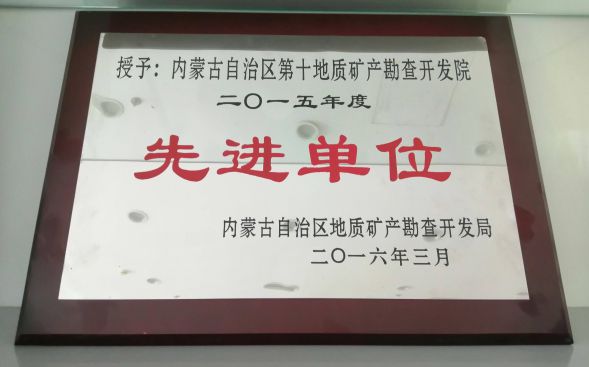 授予：内蒙古自治区第十地质矿产勘查开发院
二〇一五年度
先进单位
内蒙古自治区地质矿产勘查开发局
二〇一六年三月